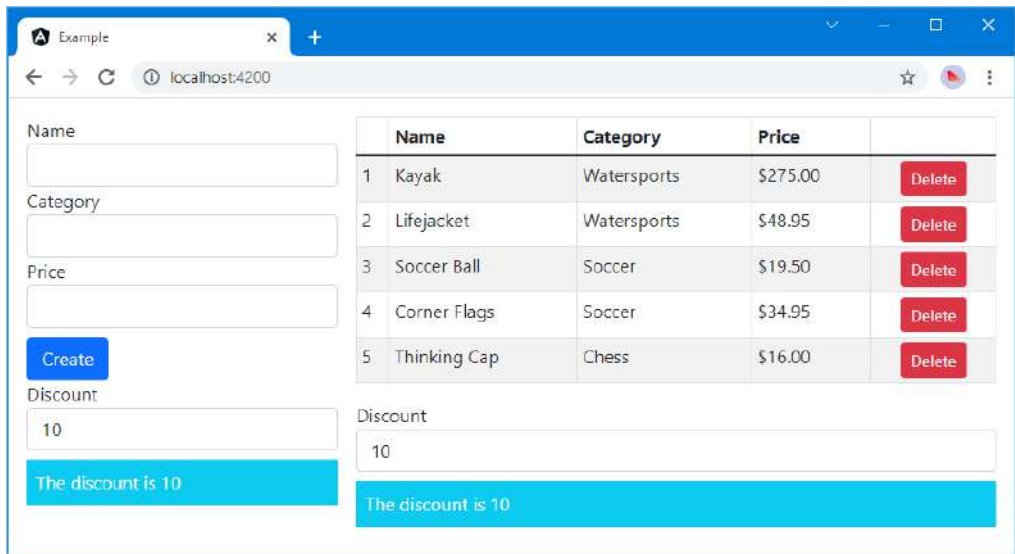 Example
localhost:4200
Name
Category
Price
Create
Discount
10
The discount is 10
Name Category Price
1 Kayak Watersports $275.00 Delete
2 Lifejacket Watersports $48.95 Delete
3 Soccer Ball Soccer $19.50 Delete
4 Corner Flags Soccer $34.95 Delete
5 Thinking Cap Chess $16.00 Delete
Discount
10
The discount is 10